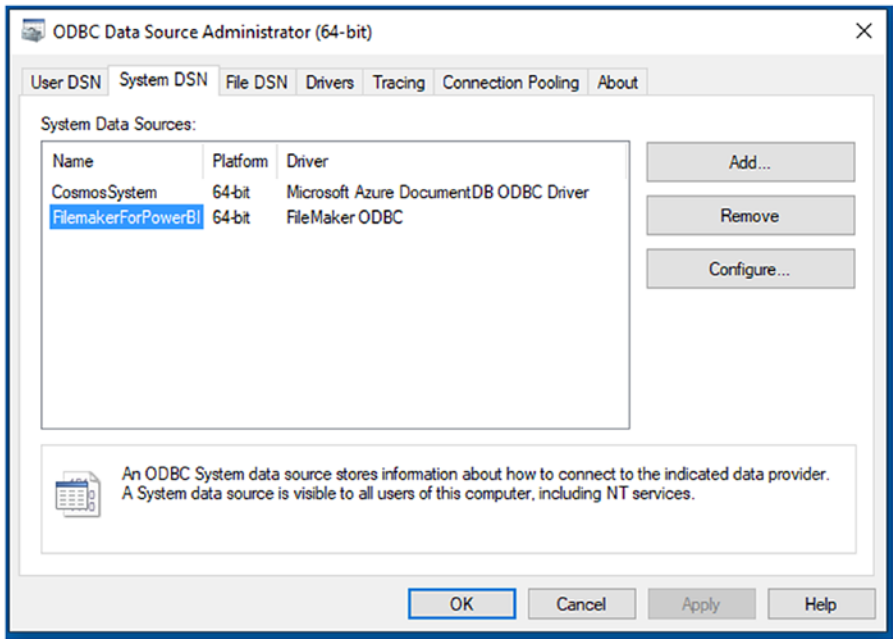 ODBC Data Source Administrator (64-bit)
User DSN System DSN File DSN Drivers Tracing Connection Pooling About
System Data Sources:
Name Platform Driver
CosmosSystem 64-bit Microsoft Azure DocumentDB ODBC Driver
FilemakerForPowerBI 64-bit FileMaker ODBC
Add...
Remove
Configure...
An ODBC System data source stores information about how to connect to the indicated data provider.
A System data source is visible to all users of this computer, including NT services.
OK Cancel Apply Help